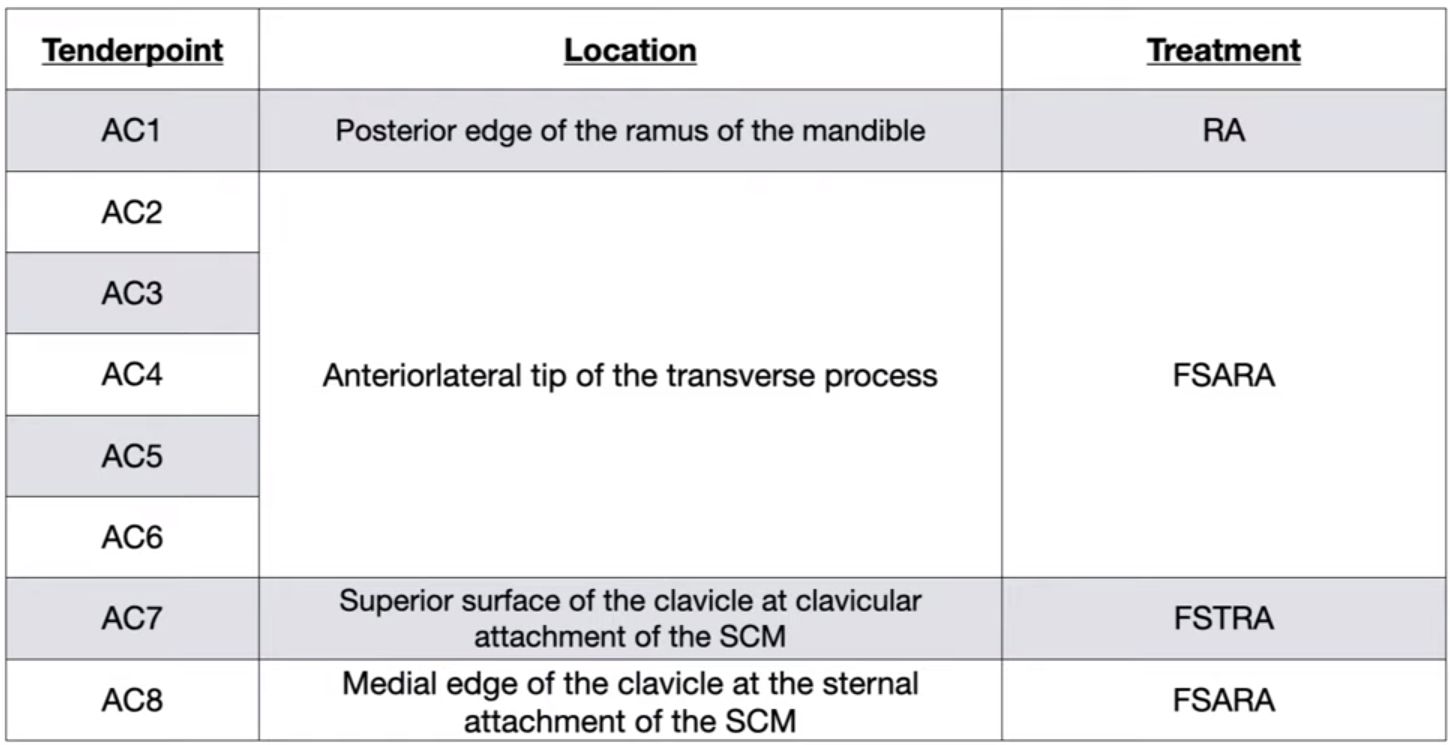 Tenderpoint Location Treatment
AC1 Posterior edge of the ramus of the mandible RA
AC2
AC3
AC4 Anteriorlateral tip of the transverse process FSARA
AC5
AC6
AC7 Superior surface of the clavicle at clavicular
attachment of the SCM FSTRA
AC8 Medial edge of the clavicle at the sternal
attachment of the SCM FSARA